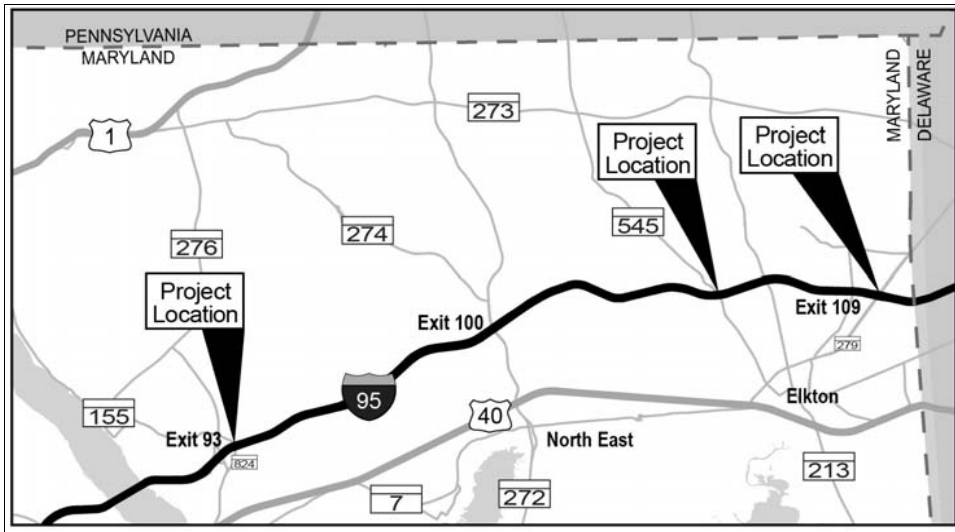 PENNSYLVANIA
MARYLAND
1
273
MARYLAND
DELAWARE
Project
Location
Project
Location
545
274
276
Project
Location
Exit 100
Exit 109
279
95
155
40
Elkton
Exit 93
824
North East
7
272
213